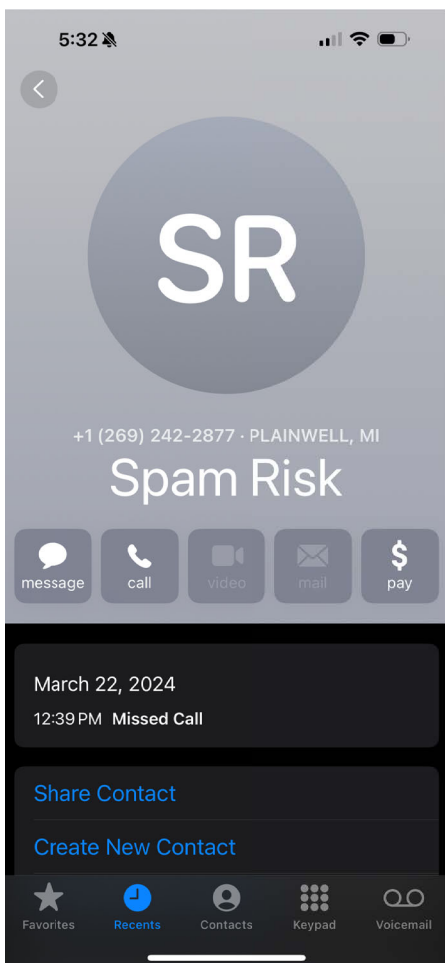 5:32
SR
+1 (269) 242-2877 · PLAINWELL, MI
Spam Risk
message call video mail pay
March 22, 2024
12:39 PM Missed Call
Share Contact
Create New Contact
Favorites Recents Contacts Keypad Voicemail